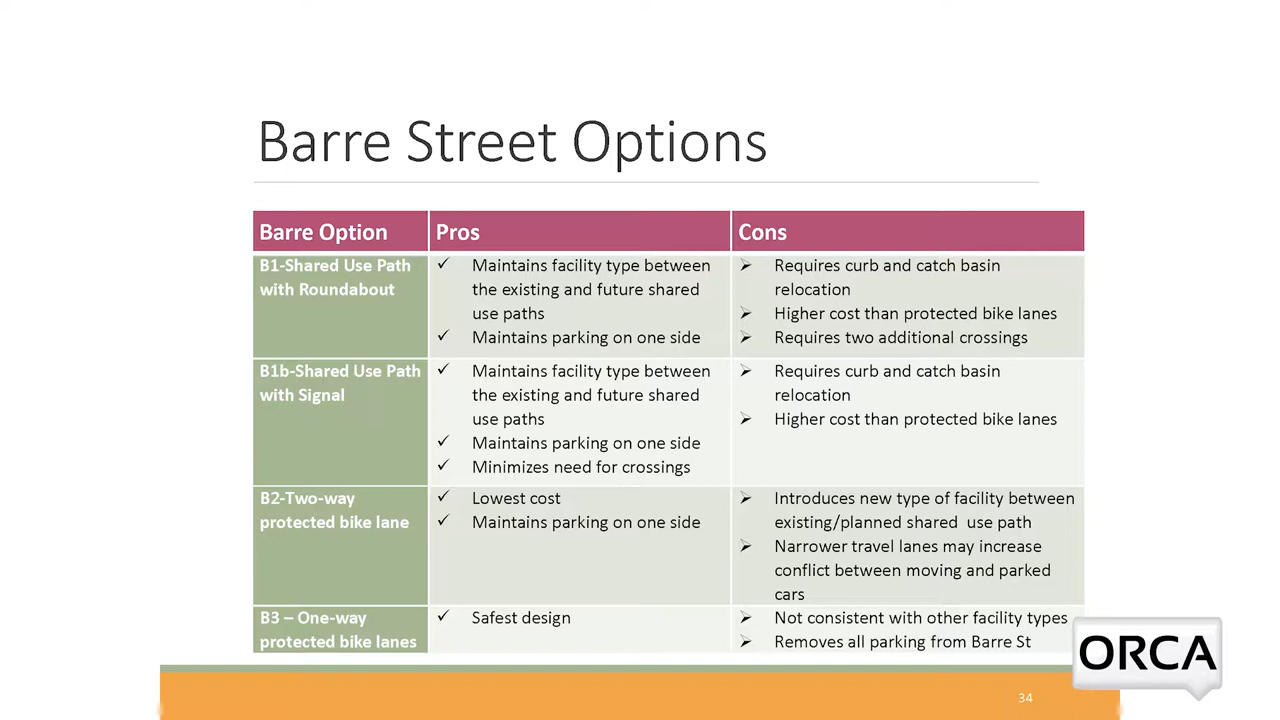 Barre Street Options
Barre Option
Pros
Cons
B1-Shared Use Path
with Roundabout
✓ Maintains facility type between
the existing and future shared
use paths
✓ Maintains parking on one side
➢ Requires curb and catch basin
relocation
➢ Higher cost than protected bike lanes
➢ Requires two additional crossings
B1b-Shared Use Path
with Signal
✓ Maintains facility type between
the existing and future shared
use paths
✓ Maintains parking on one side
✓ Minimizes need for crossings
➢ Requires curb and catch basin
relocation
➢ Higher cost than protected bike lanes
B2-Two-way
protected bike lane
✓ Lowest cost
✓ Maintains parking on one side
➢ Introduces new type of facility between
existing/planned shared use path
➢ Narrower travel lanes may increase
conflict between moving and parked
cars
B3 – One-way
protected bike lanes
✓ Safest design
➢ Not consistent with other facility types
➢ Removes all parking from Barre St
ORCA
34